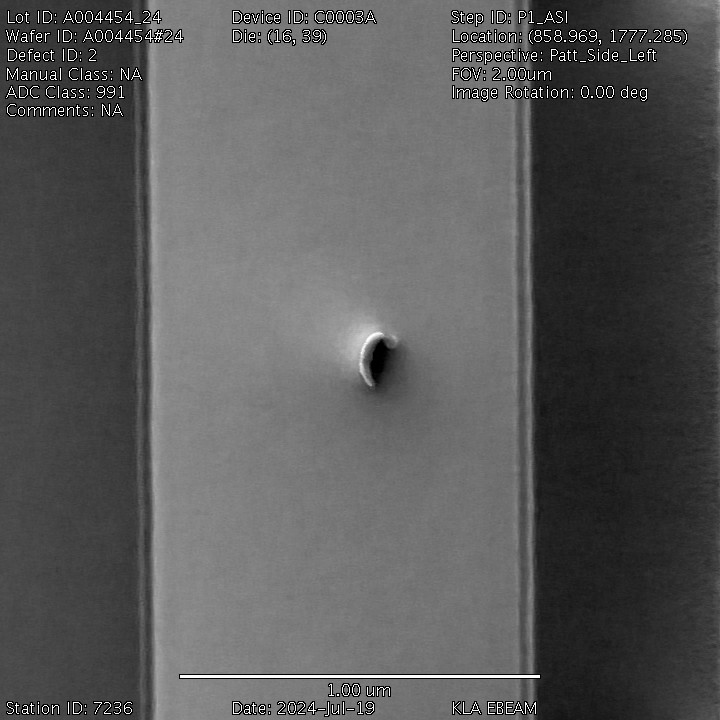 Lot ID: A004454_24
Wafer ID: A004454#24
Defect ID: 2
Manual Class: NA
ADC Class: 991
Comments: NA
Device ID: C0003A
Die: (16, 39)
Step ID: P1_ASI
Location: (858.969, 1777.285)
Perspective: Patt_Side_Left
FOV: 2.00um
Image Rotation: 0.00 deg
1.00 um
Station ID: 7236
Date: 2024-Jul-19
KLA EBEAM